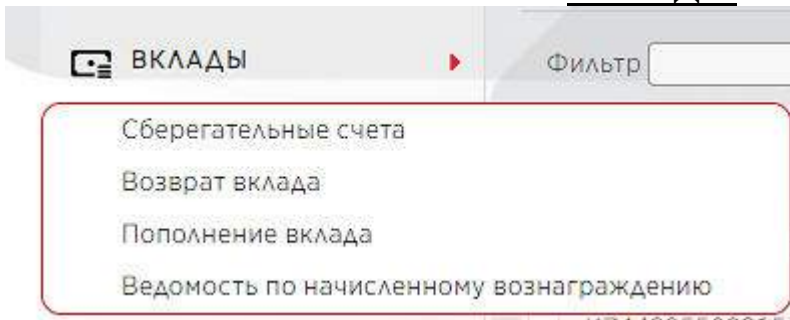 ВКЛАДЫ
Фильтр
Сберегательные счета
Возврат вклада
Пополнение вклада
Ведомость по начисленному вознаграждению